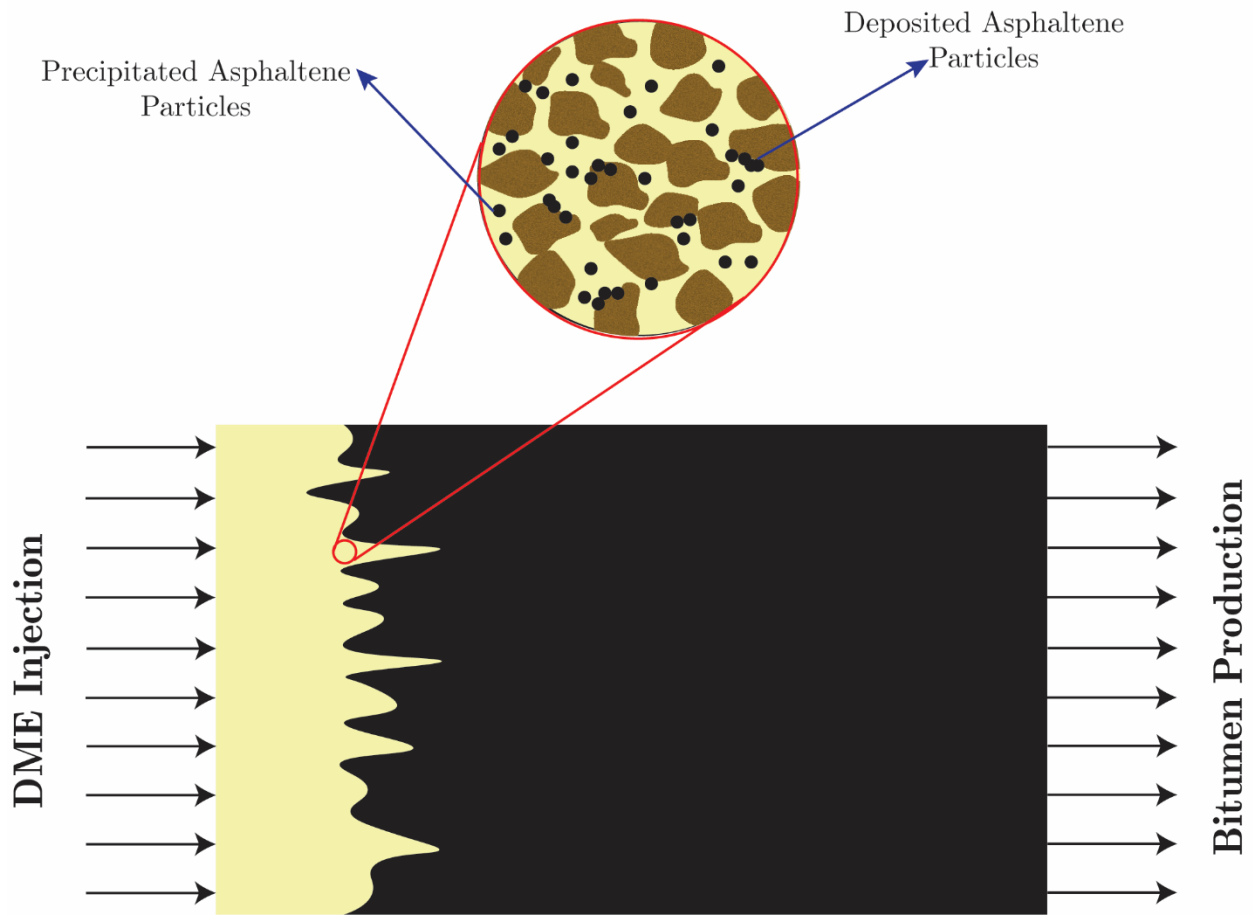 Precipitated Asphaltene
Particles
Deposited Asphaltene
Particles
DME Injection
Bitumen Production